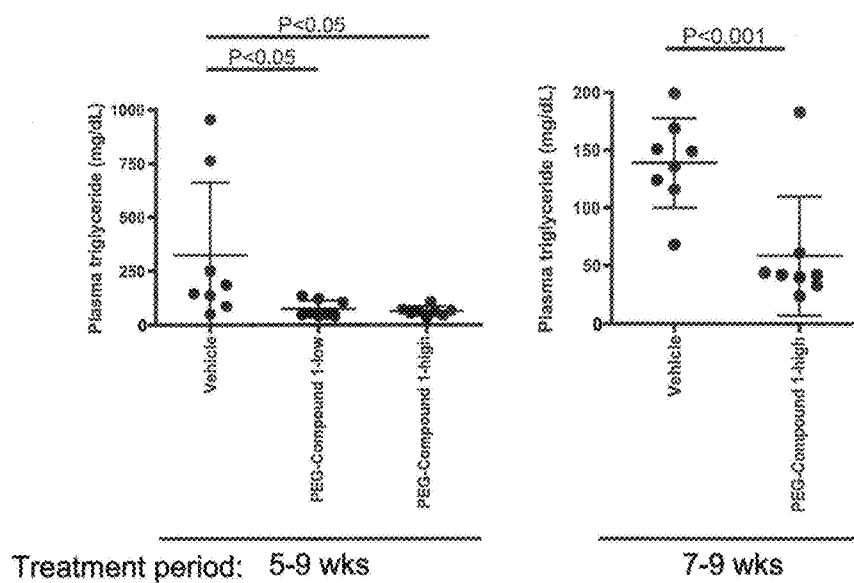 P<0.05
P<0.05
Plasma triglyceride (mg/dL)
1000
750
500
250
0
Vehicle
PEG-Compound 1-low
PEG-Compound 1-high
P<0.001
Plasma triglyceride (mg/dL)
200
150
100
50
0
Vehicle
PEG-Compound 1-high
Treatment period: 5-9 wks 7-9 wks